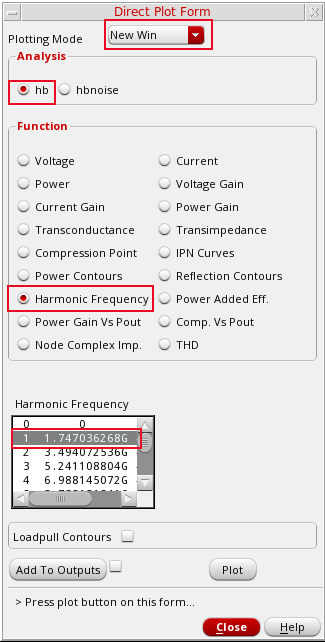 Direct Plot Form
Plotting Mode New Win
Analysis
hb hbnoise
Function
Voltage Current
Power Voltage Gain
Current Gain Power Gain
Transconductance Transimpedance
Compression Point IPN Curves
Power Contours Reflection Contours
Harmonic Frequency Power Added Eff.
Power Gain Vs Pout Comp. Vs Pout
Node Complex Imp. THD
Harmonic Frequency
0 0
1 1.747036268G
2 3.494072536G
3 5.241108804G
4 6.988145072G
Loadpull Contours
Add To Outputs Plot
> Press plot button on this form...
Close Help